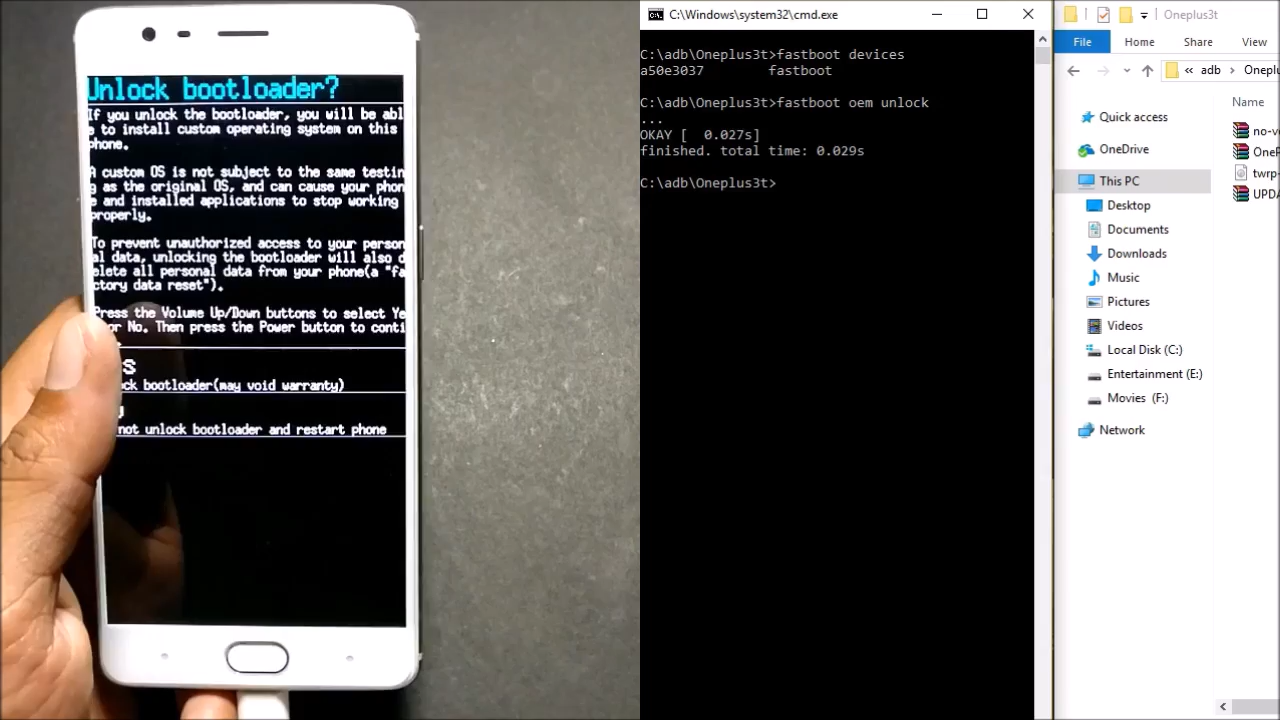 Unlock bootloader?
If you unlock the bootloader, you will be abl
e to install custom operating system on this
phone.
A custom OS is not subject to the same testin
g as the original OS, and can cause your phon
e and installed applications to stop working
properly.
To prevent unauthorized access to your person
al data, unlocking the bootloader will also d
elete all personal data from your phone(a "fa
ctory data reset").
Press the Volume Up/Down buttons to select Ye
or No. Then press the Power button to conti
S
ck bootloader(may void warranty)
not unlock bootloader and restart phone
C:\Windows\system32\cmd.exe
C:\adb\Oneplus3t>fastboot devices
a50e3037 fastboot
C:\adb\Oneplus3t>fastboot oem unlock
...
OKAY [ 0.027s]
finished. total time: 0.029s
C:\adb\Oneplus3t>
Oneplus3t
File Home Share View
« adb > Oneplu
Quick access
OneDrive
This PC
Desktop
Documents
Downloads
Music
Pictures
Videos
Local Disk (C:)
Entertainment (E:)
Movies (F:)
Network
Name
no-v
OneP
twrp-
UPDA